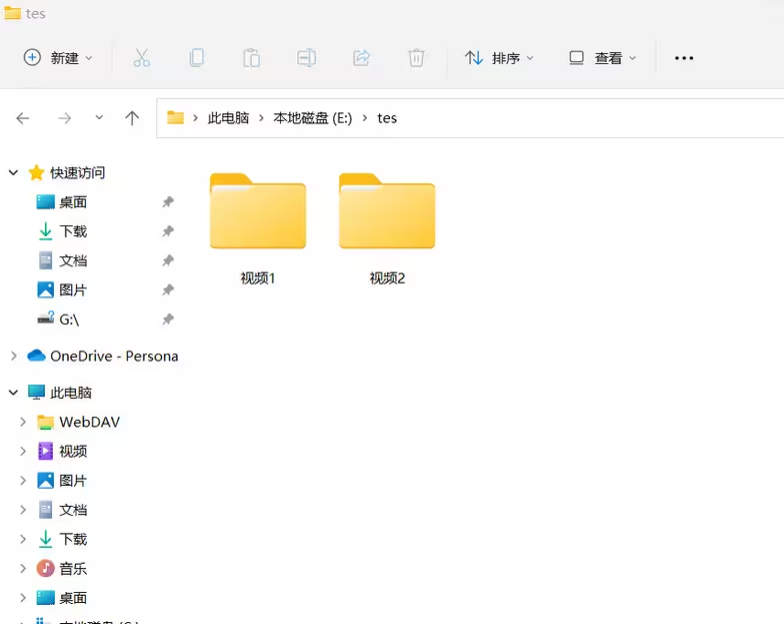 tes
新建 排序 查看
此电脑 本地磁盘 (E:) tes
快速访问
桌面
下载
文档
图片
G:\
OneDrive - Persona
此电脑
WebDAV
视频
图片
文档
下载
音乐
桌面
视频1 视频2